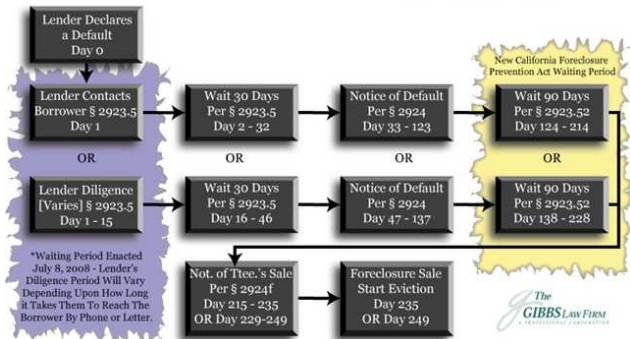 Lender Declares
a Default
Day 0
New California Foreclosure
Prevention Act Waiting Period
Lender Contacts
Borrower § 2923.5
Day 1
Wait 30 Days
Per § 2923.5
Day 2 - 32
Notice of Default
Per § 2924
Day 33 - 123
Wait 90 Days
Per § 2923.52
Day 124 - 214
OR
OR
OR
OR
Lender Diligence
[Varies] § 2923.5
Day 1 - 15
Wait 30 Days
Per § 2923.5
Day 16 - 46
Notice of Default
Per § 2924
Day 47 - 137
Wait 90 Days
Per § 2923.52
Day 138 - 228
*Waiting Period Enacted
July 8, 2008 - Lender's
Diligence Period Will Vary
Depending Upon How Long
it Takes Them To Reach The
Borrower By Phone or Letter.
Not. of Ttee.'s Sale
Per § 2924f
Day 215 - 235
OR Day 229-249
Foreclosure Sale
Start Eviction
Day 235
OR Day 249
The
GIBBS LAW FIRM
A PROFESSIONAL CORPORATION